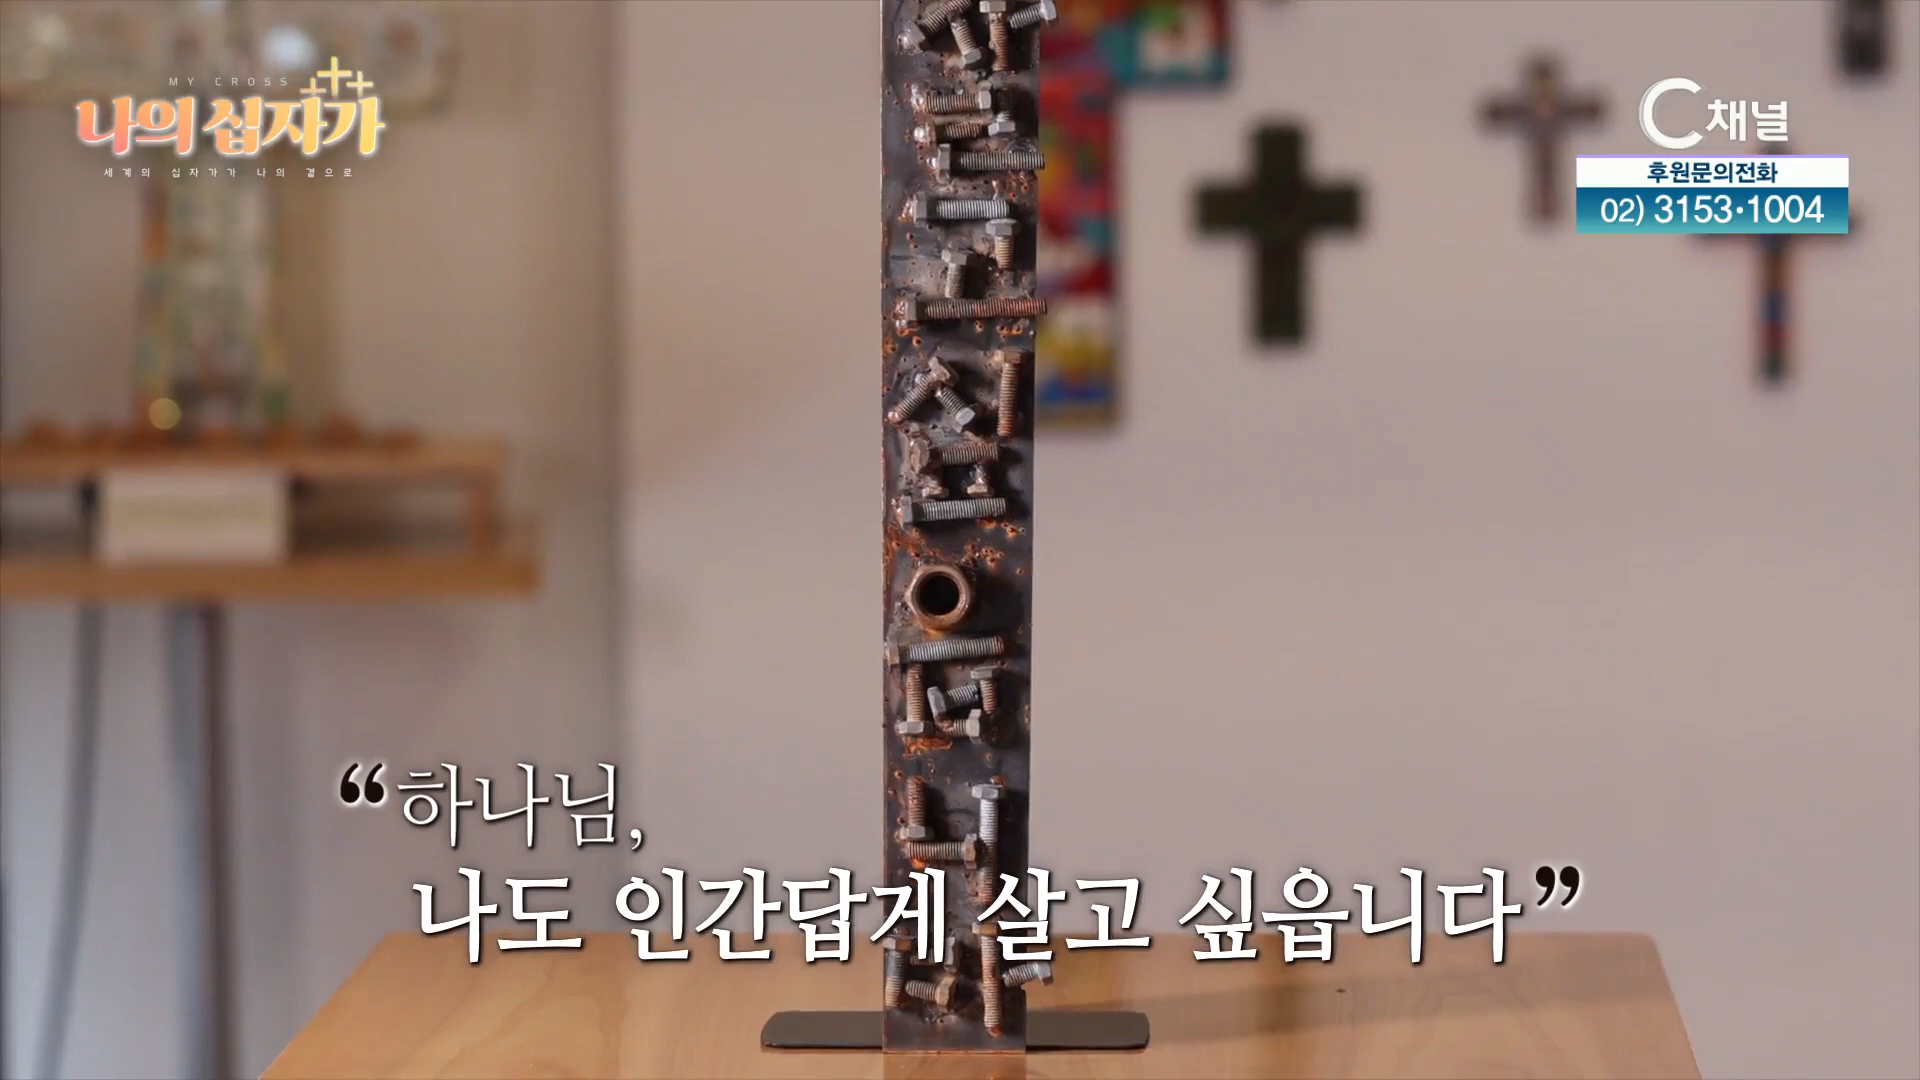 MY CROSS
나의 십자가
세계의 십자가가 나의 곁으로
C채널
후원문의전화
02) 3153·1004
“하나님,
나도 인간답게 살고 싶읍니다”